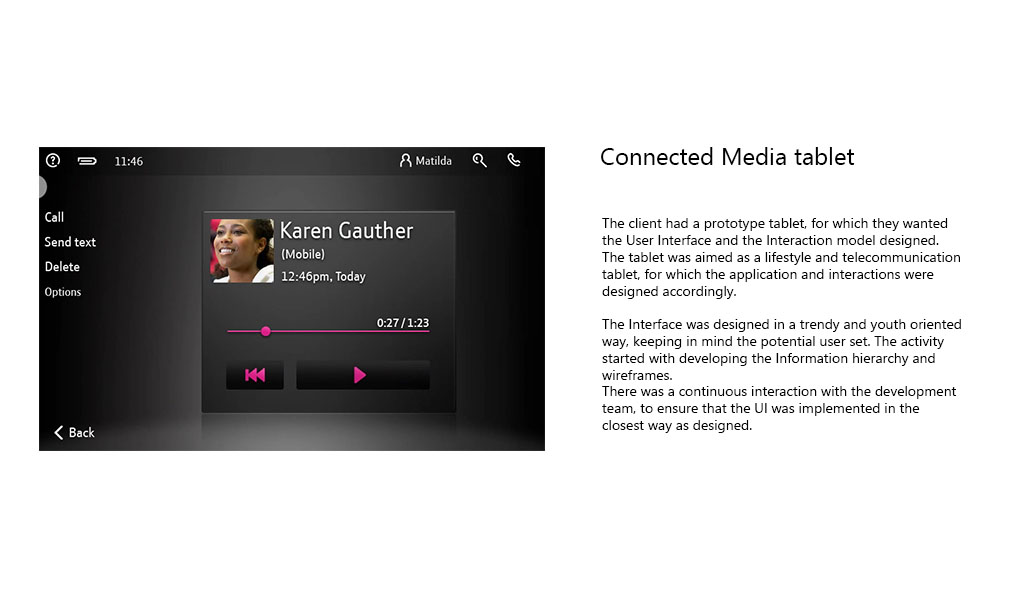 11:46
Matilda
Call
Send text
Delete
Options
Karen Gauther
(Mobile)
12:46pm, Today
0:27 / 1:23
Back
Connected Media tablet
The client had a prototype tablet, for which they wanted
the User Interface and the Interaction model designed.
The tablet was aimed as a lifestyle and telecommunication
tablet, for which the application and interactions were
designed accordingly.
The Interface was designed in a trendy and youth oriented
way, keeping in mind the potential user set. The activity
started with developing the Information hierarchy and
wireframes.
There was a continuous interaction with the development
team, to ensure that the UI was implemented in the
closest way as designed.